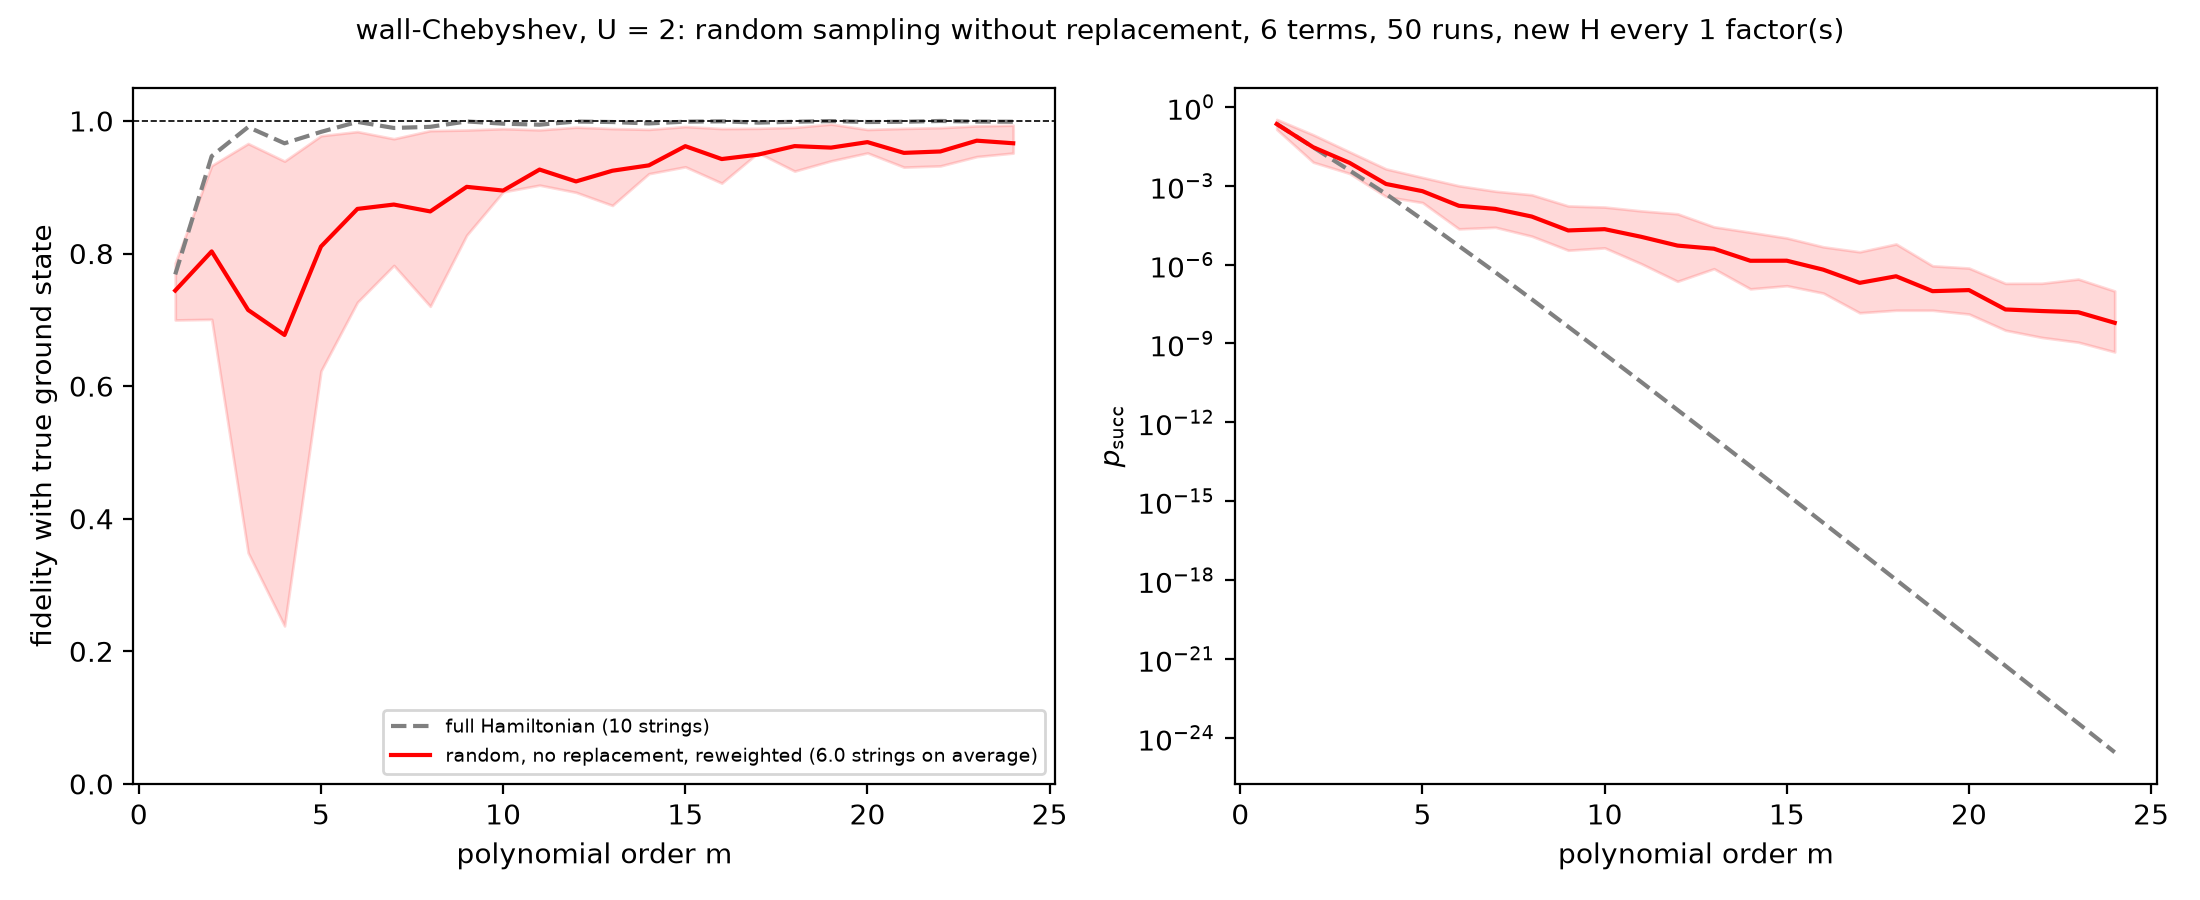 wall-Chebyshev, U = 2: random sampling without replacement, 6 terms, 50 runs, new H every 1 factor(s)
fidelity with true ground state
1.0
0.8
0.6
0.4
0.2
0.0
0 5 10 15 20 25
polynomial order m
full Hamiltonian (10 strings)
random, no replacement, reweighted (6.0 strings on average)
p_succ
10^0
10^−3
10^−6
10^−9
10^−12
10^−15
10^−18
10^−21
10^−24
0 5 10 15 20 25
polynomial order m